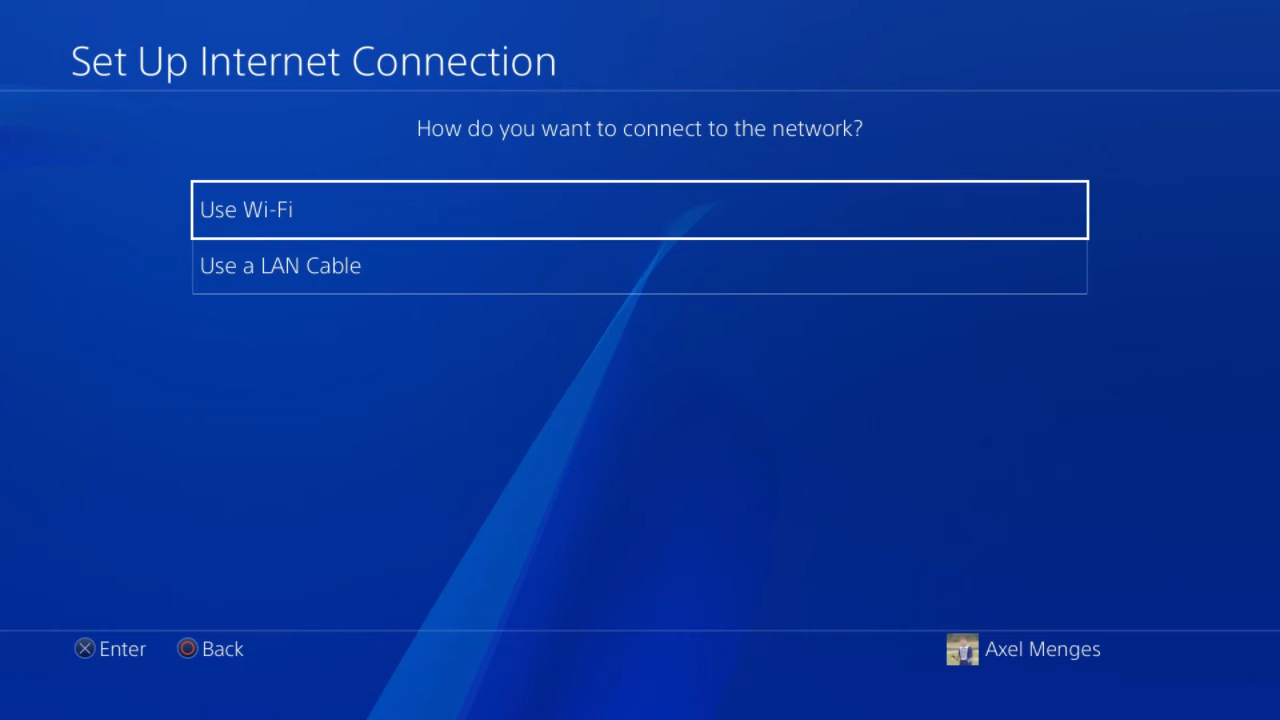 Set Up Internet Connection
How do you want to connect to the network?
Use Wi-Fi
Use a LAN Cable
Enter
Back
Axel Menges